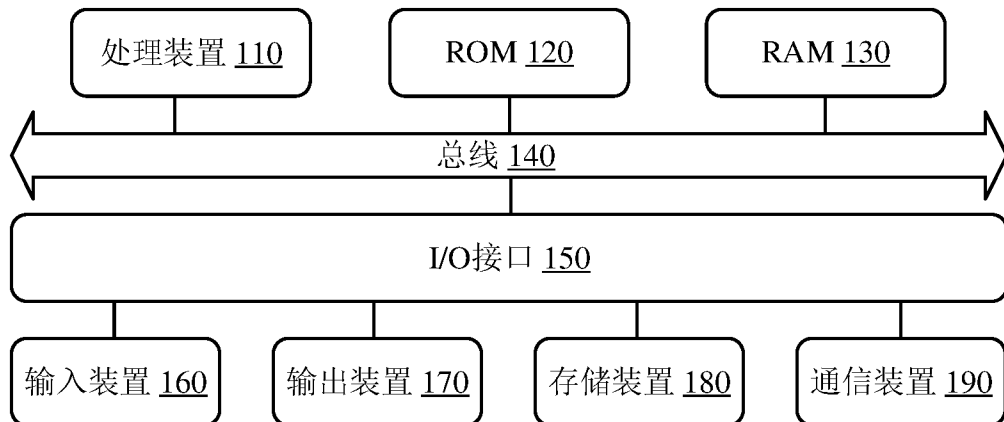 处理装置 110
ROM 120
RAM 130
总线 140
I/O接口 150
输入装置 160
输出装置 170
存储装置 180
通信装置 190